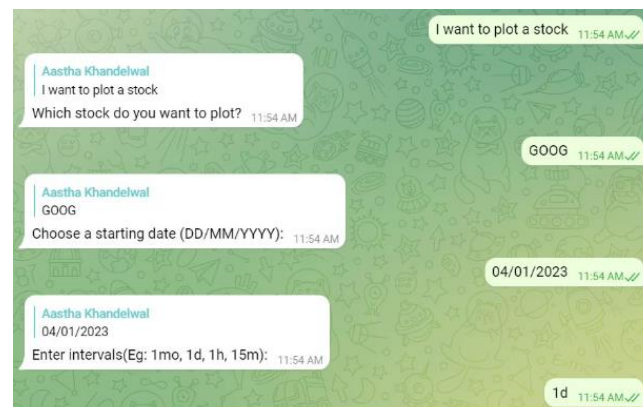 I want to plot a stock 11:54 AM
Aastha Khandelwal
I want to plot a stock
Which stock do you want to plot? 11:54 AM
GOOG 11:54 AM
Aastha Khandelwal
GOOG
Choose a starting date (DD/MM/YYYY): 11:54 AM
04/01/2023 11:54 AM
Aastha Khandelwal
04/01/2023
Enter intervals(Eg: 1mo, 1d, 1h, 15m): 11:54 AM
1d 11:54 AM